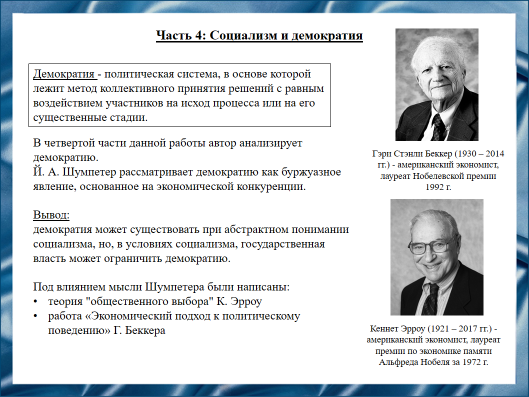 Часть 4: Социализм и демократия
Демократия - политическая система, в основе которой
лежит метод коллективного принятия решений с равным
воздействием участников на исход процесса или на его
существенные стадии.
В четвертой части данной работы автор анализирует
демократию.
Й. А. Шумпетер рассматривает демократию как буржуазное
явление, основанное на экономической конкуренции.
Вывод:
демократия может существовать при абстрактном понимании
социализма, но, в условиях социализма, государственная
власть может ограничить демократию.
Под влиянием мысли Шумпетера были написаны:
• теория "общественного выбора" К. Эрроу
• работа «Экономический подход к политическому
поведению» Г. Беккера
Гэри Стэнли Беккер (1930 – 2014
гг.) - американский экономист,
лауреат Нобелевской премии
1992 г.
Кеннет Эрроу (1921 – 2017 гг.) -
американский экономист, лауреат
премии по экономике памяти
Альфреда Нобеля за 1972 г.